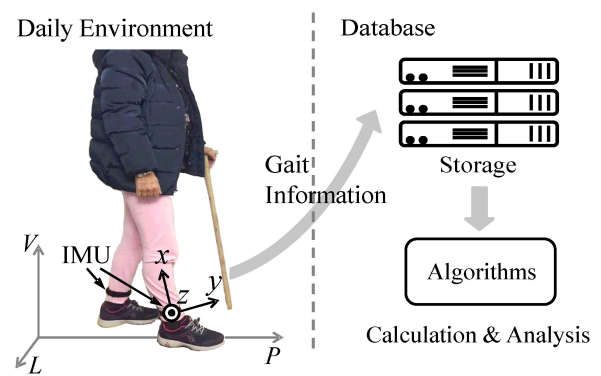 Daily Environment
Database
Storage
Gait
Information
V
IMU
x
y
z
Algorithms
L
P
Calculation & Analysis